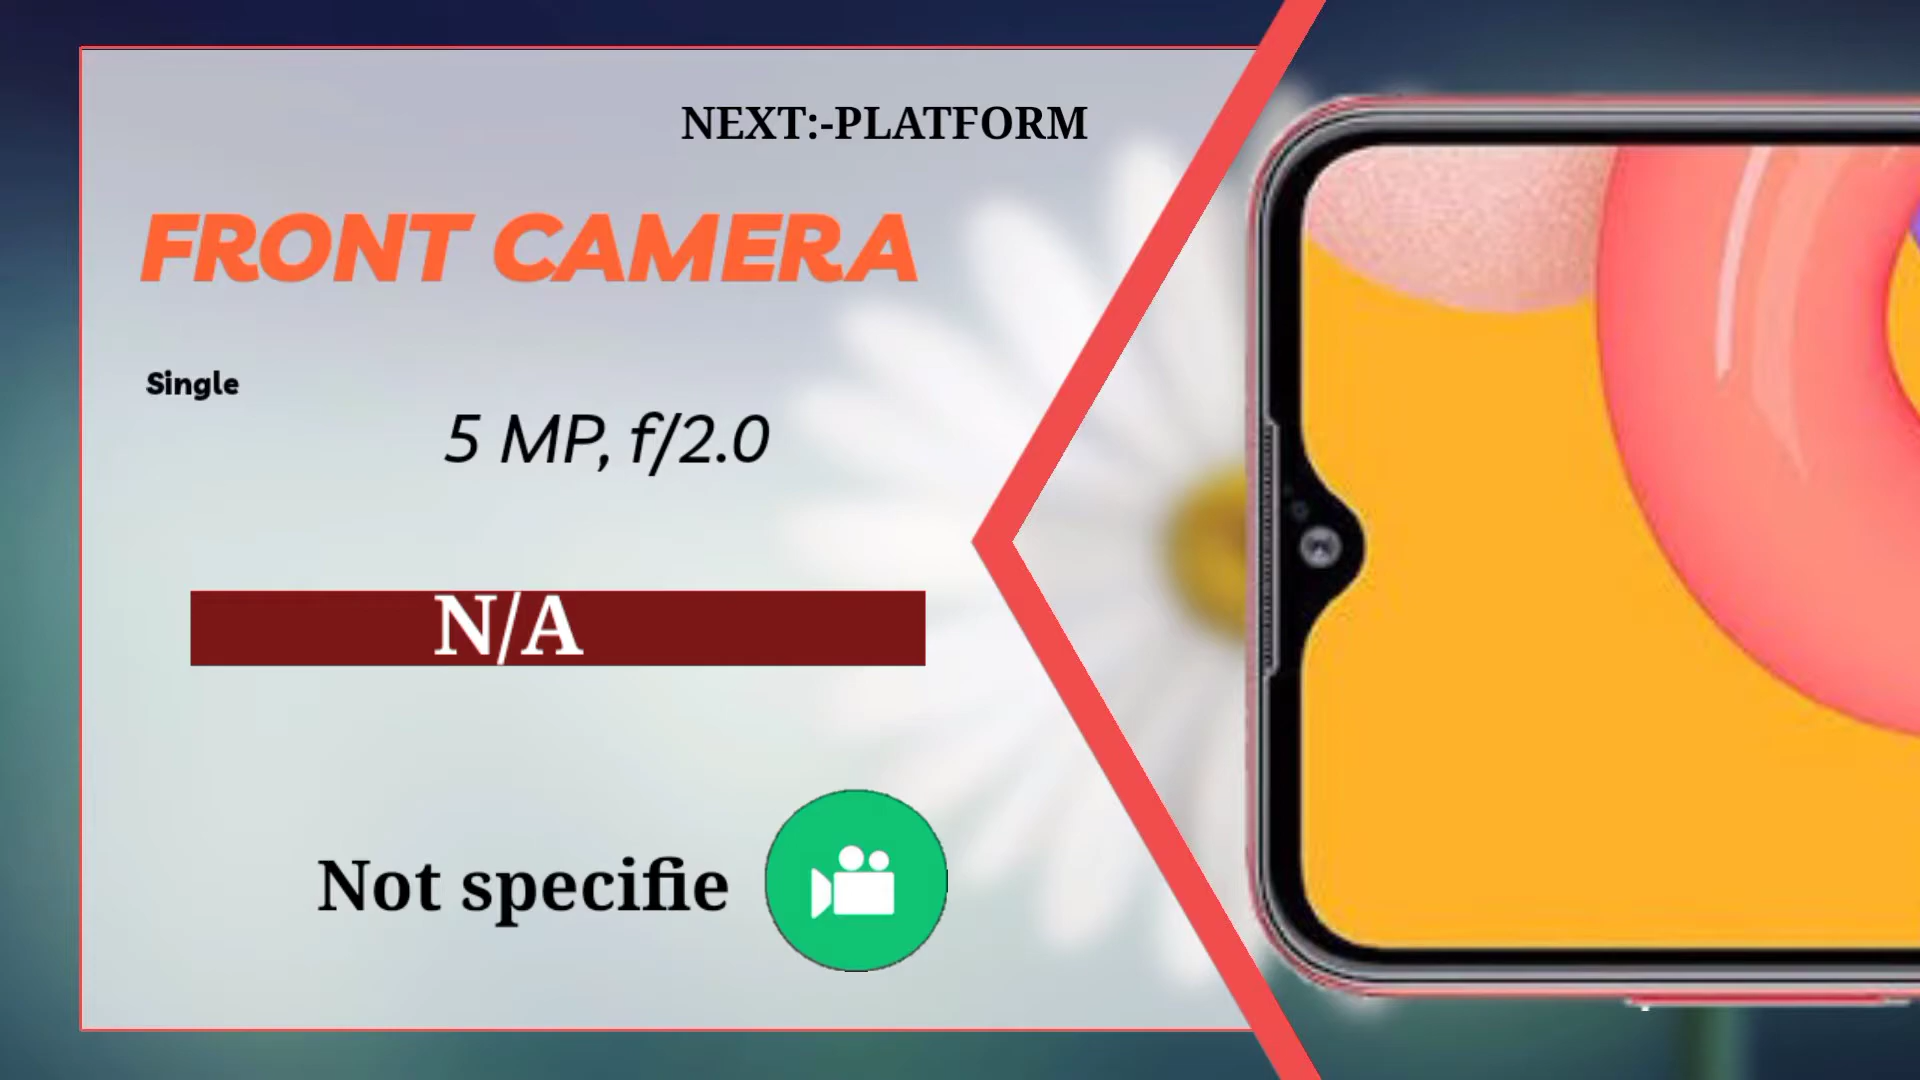 NEXT:-PLATFORM
FRONT CAMERA
Single
5 MP, f/2.0
N/A
Not specifie